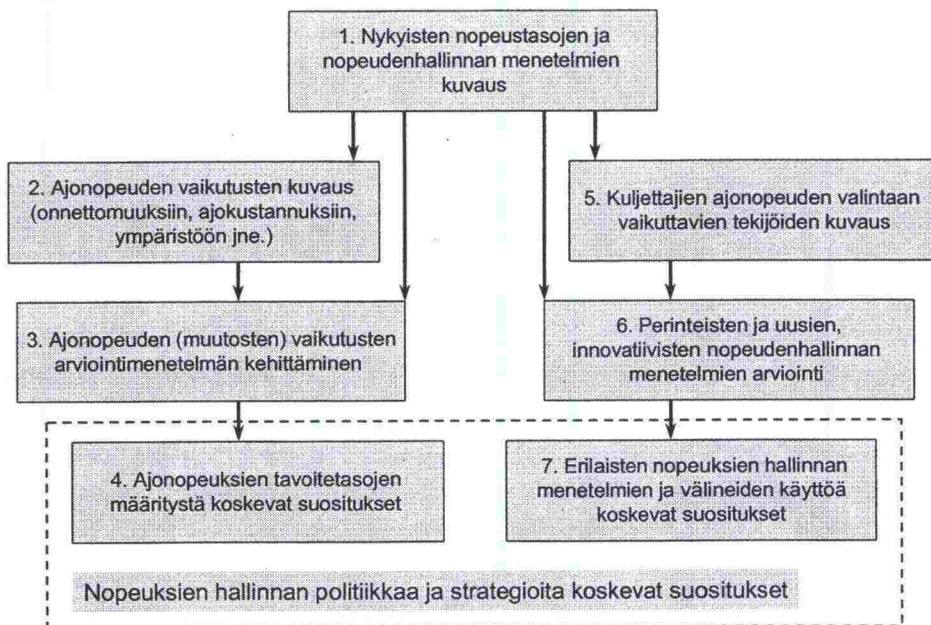 1. Nykyisten nopeustasojen ja
nopeudenhallinnan menetelmien
kuvaus
2. Ajonopeuden vaikutusten kuvaus
(onnettomuuksiin, ajokustannuksiin,
ympäristöön jne.)
3. Ajonopeuden (muutosten) vaikutusten
arviointimenetelmän kehittäminen
4. Ajonopeuksien tavoitetasojen
määritystä koskevat suositukset
5. Kuljettajien ajonopeuden valintaan
vaikuttavien tekijöiden kuvaus
6. Perinteisten ja uusien,
innovatiivisten nopeudenhallinnan
menetelmien arviointi
7. Erilaisten nopeuksien hallinnan
menetelmien ja välineiden käyttöä
koskevat suositukset
Nopeuksien hallinnan politiikkaa ja strategioita koskevat suositukset